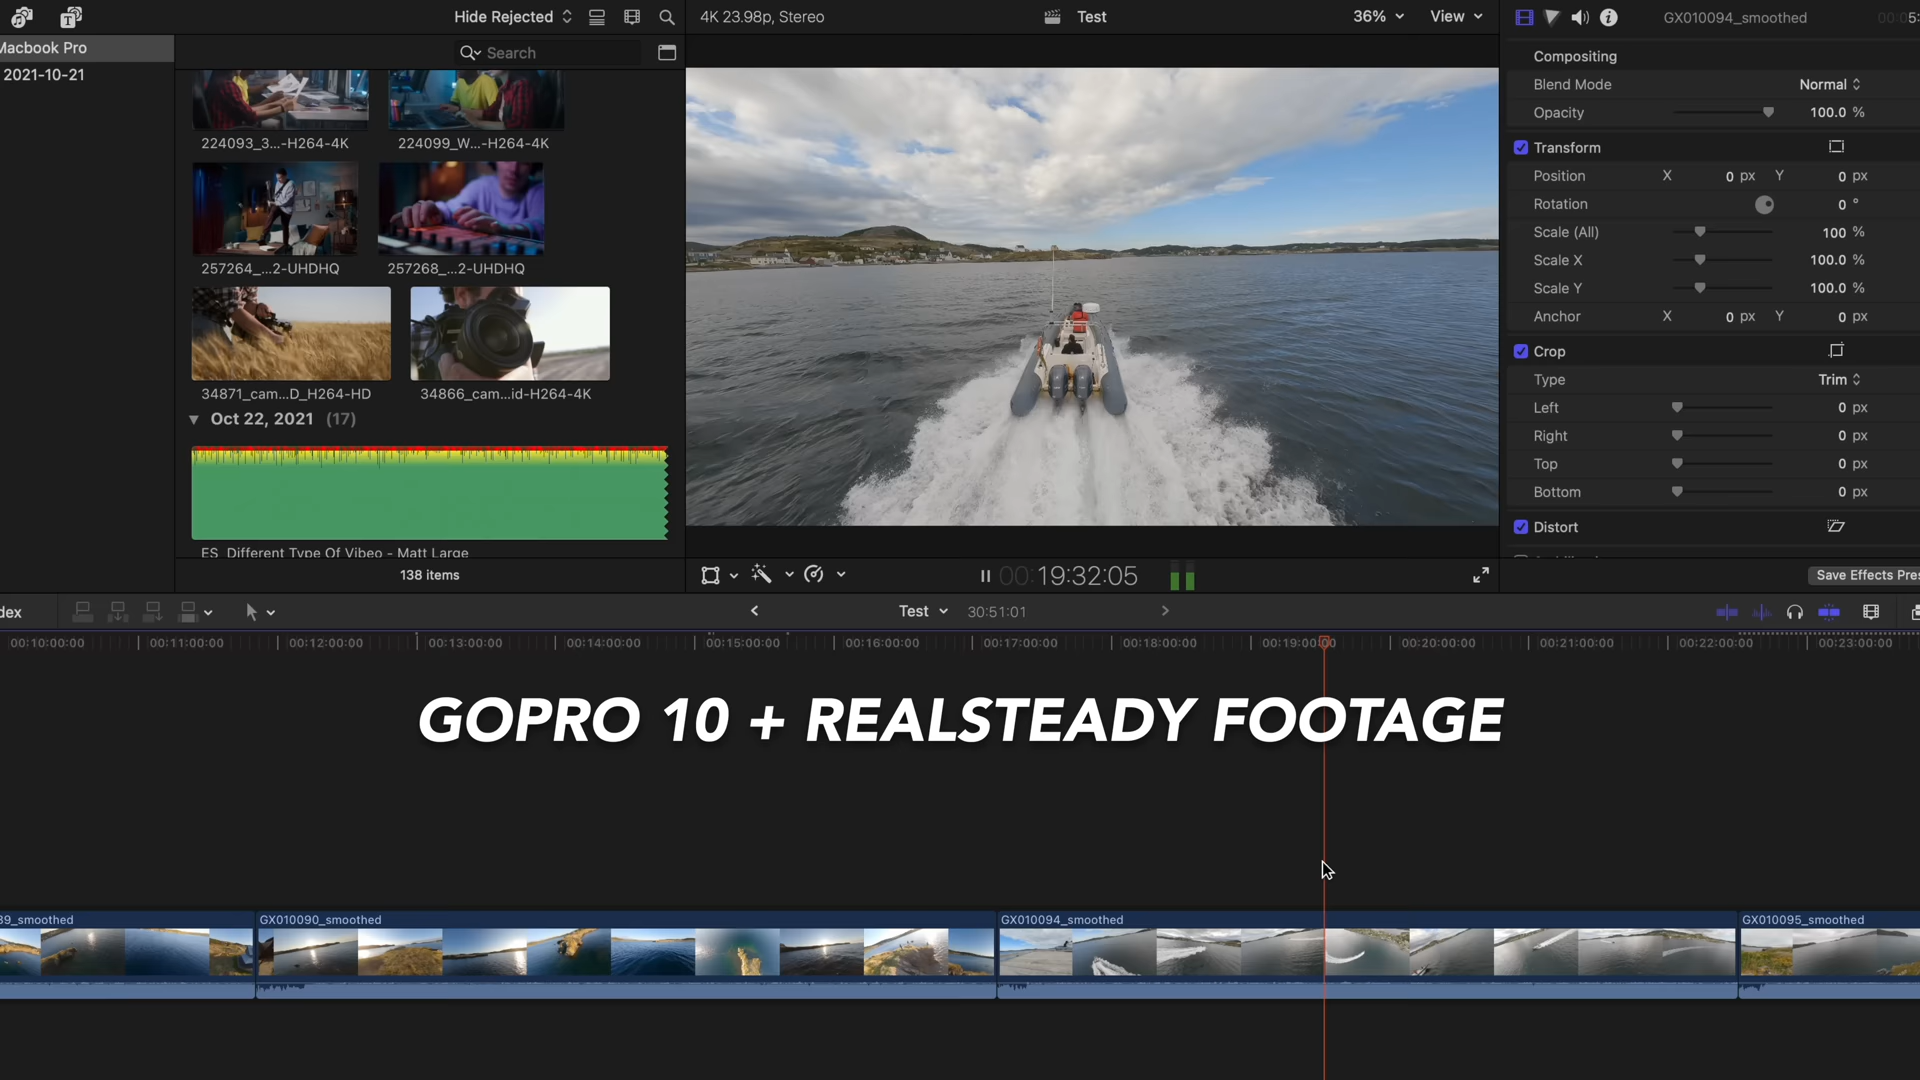 Hide Rejected
4K 23.98p, Stereo
Test
36%
View
GX010094_smoothed
Macbook Pro
2021-10-21
Search
224093_3...-H264-4K
224099_W...-H264-4K
257264_...2-UHDHQ
257268_...2-UHDHQ
34871_cam...D_H264-HD
34866_cam...id-H264-4K
Oct 22, 2021 (17)
ES_Different Type Of Vibeo - Matt Large
138 items
00:19:32:05
Compositing
Blend Mode Normal
Opacity 100.0 %
Transform
Position X 0 px Y 0 px
Rotation 0 °
Scale (All) 100 %
Scale X 100.0 %
Scale Y 100.0 %
Anchor X 0 px Y 0 px
Crop
Type Trim
Left 0 px
Right 0 px
Top 0 px
Bottom 0 px
Distort
Save Effects Pres
dex
Test
30:51:01
00:10:00:00 00:11:00:00 00:12:00:00 00:13:00:00 00:14:00:00 00:15:00:00 00:16:00:00 00:17:00:00 00:18:00:00 00:19:00:00 00:20:00:00 00:21:00:00 00:22:00:00 00:23:00:00
GOPRO 10 + REALSTEADY FOOTAGE
39_smoothed
GX010090_smoothed
GX010094_smoothed
GX010095_smoothed